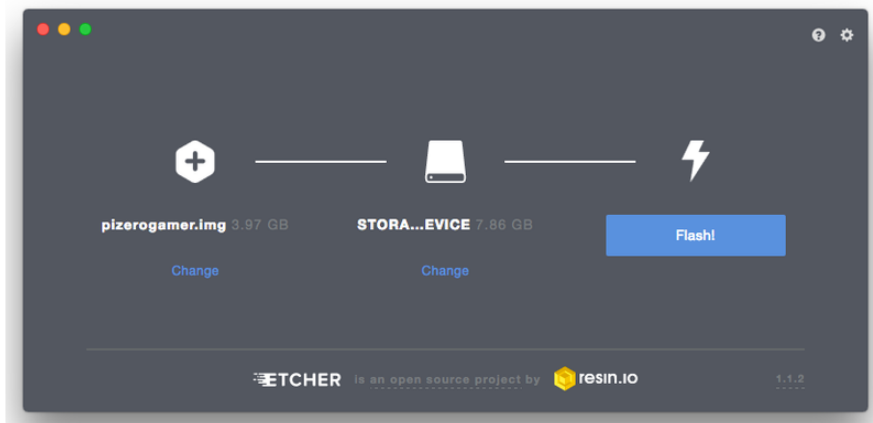 pizerogamer.img 3.97 GB
STORA...EVICE 7.86 GB
Flash!
Change
Change
ETCHER is an open source project by resin.io
1.1.2